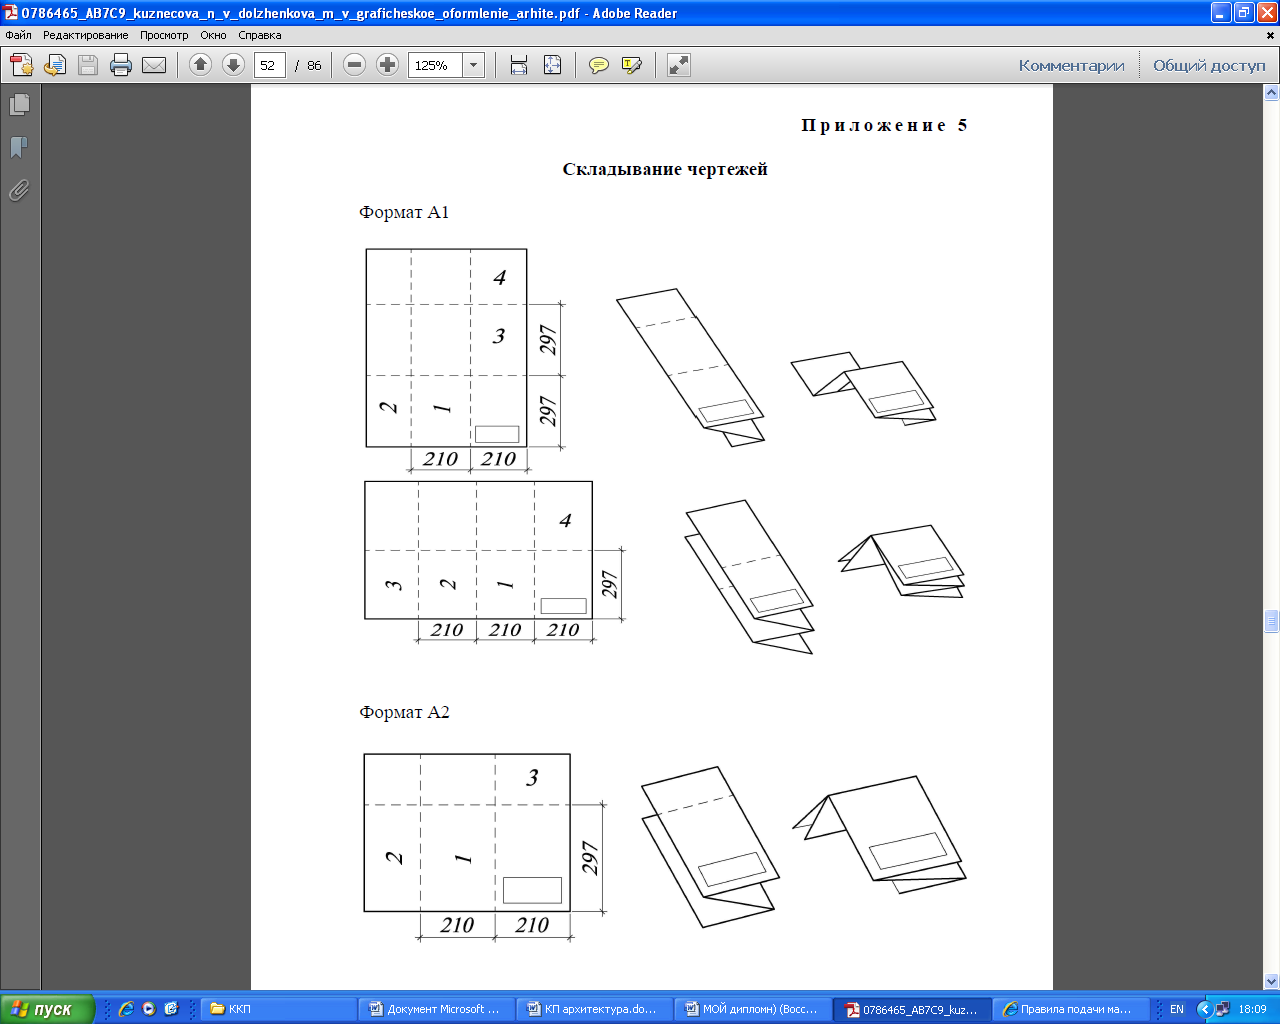 0786465_AB7C9_kuznecova_n_v_dolzhenkova_m_v_graficheskoe_oformlenie_arhite.pdf - Adobe Reader
Файл Редактирование Просмотр Окно Справка
52 / 86 125% Комментарии Общий доступ
Приложение 5
Складывание чертежей
Формат А1
4
3
297
2 1 297
210 210
4
3 2 1 297
210 210 210
Формат А2
3
2 1 297
210 210
пуск ККП Документ Microsoft ... КП архитектура.do... МОЙ дипломн) (Восс... 0786465_AB7C9_kuz... Правила подачи ма... EN 18:09